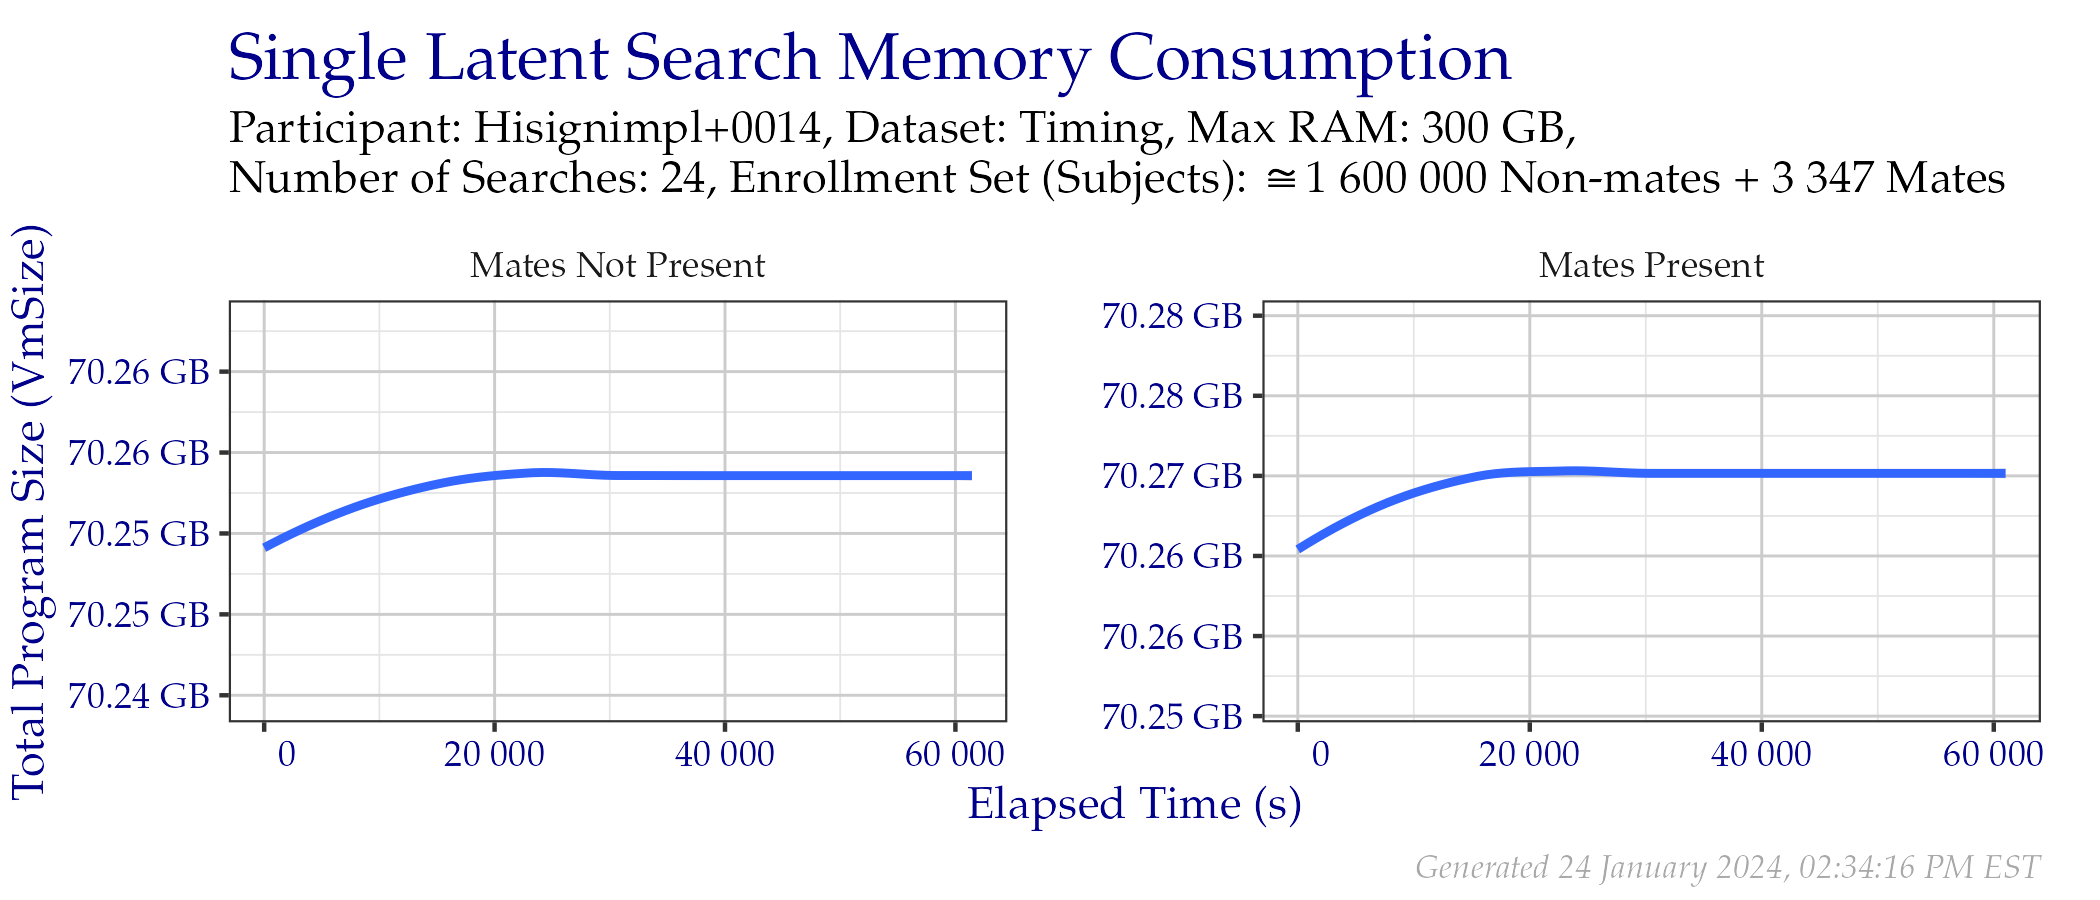 Single Latent Search Memory Consumption
Participant: Hisignimpl+0014, Dataset: Timing, Max RAM: 300 GB,
Number of Searches: 24, Enrollment Set (Subjects): ≅ 1 600 000 Non-mates + 3 347 Mates
Total Program Size (VmSize)
Mates Not Present
70.26 GB
70.26 GB
70.25 GB
70.25 GB
70.24 GB
0 20 000 40 000 60 000
Mates Present
70.28 GB
70.28 GB
70.27 GB
70.26 GB
70.26 GB
70.25 GB
0 20 000 40 000 60 000
Elapsed Time (s)
Generated 24 January 2024, 02:34:16 PM EST